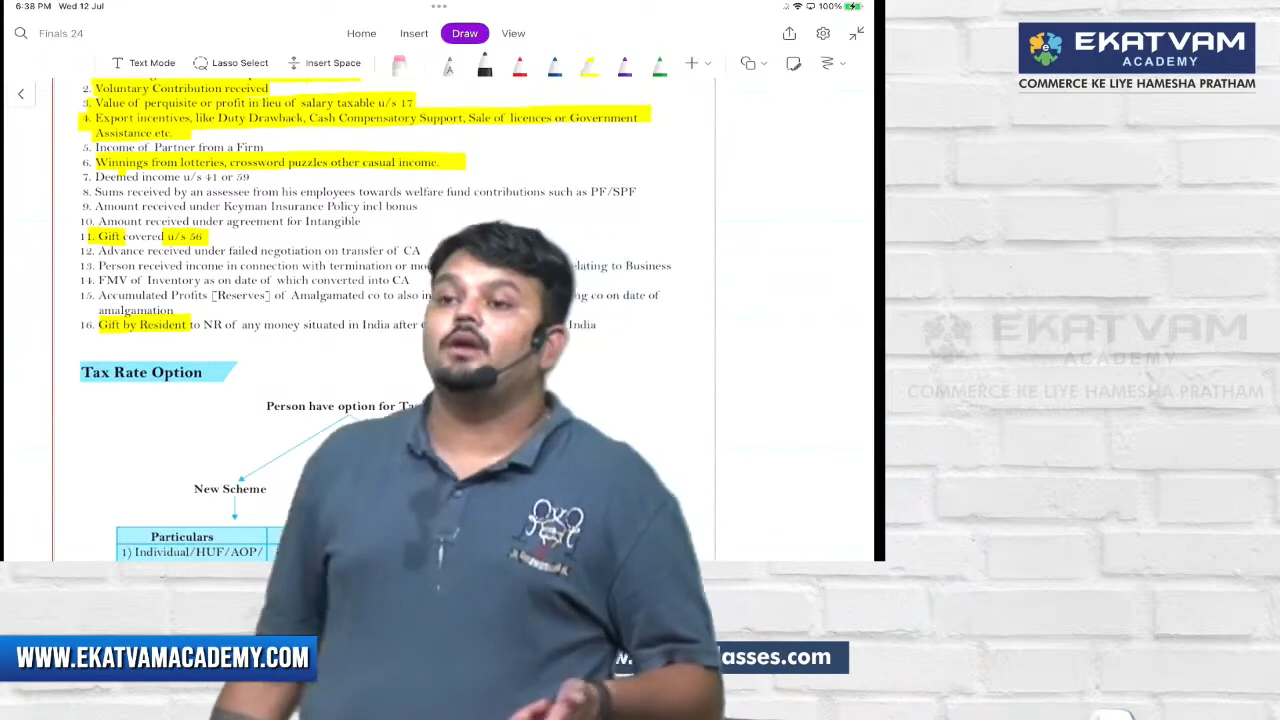 6:38 PM Wed 12 Jul
100%
Finals 24
Home Insert Draw View
Text Mode Lasso Select Insert Space
2. Voluntary Contribution received
3. Value of perquisite or profit in lieu of salary taxable u/s 17
4. Export incentives, like Duty Drawback, Cash Compensatory Support, Sale of licences or Government
Assistance etc.
5. Income of Partner from a Firm
6. Winnings from lotteries, crossword puzzles other casual income.
7. Deemed income u/s 41 or 59
8. Sums received by an assessee from his employees towards welfare fund contributions such as PF/SPF
9. Amount received under Keyman Insurance Policy incl bonus
10. Amount received under agreement for Intangible
11. Gift covered u/s 56
12. Advance received under failed negotiation on transfer of CA
13. Person received income in connection with termination or relating to Business
14. FMV of Inventory as on date of which converted into CA
15. Accumulated Profits [Reserves] of Amalgamated co to also in co on date of
amalgamation
16. Gift by Resident to NR of any money situated in India after India
Tax Rate Option
Person have option for
New Scheme
Particulars
1) Individual/HUF/AOP/
EKATVAM
ACADEMY
COMMERCE KE LIYE HAMESHA PRATHAM
EKATVAM
ACADEMY
COMMERCE KE LIYE HAMESHA PRATHAM
WWW.EKATVAMACADEMY.COM